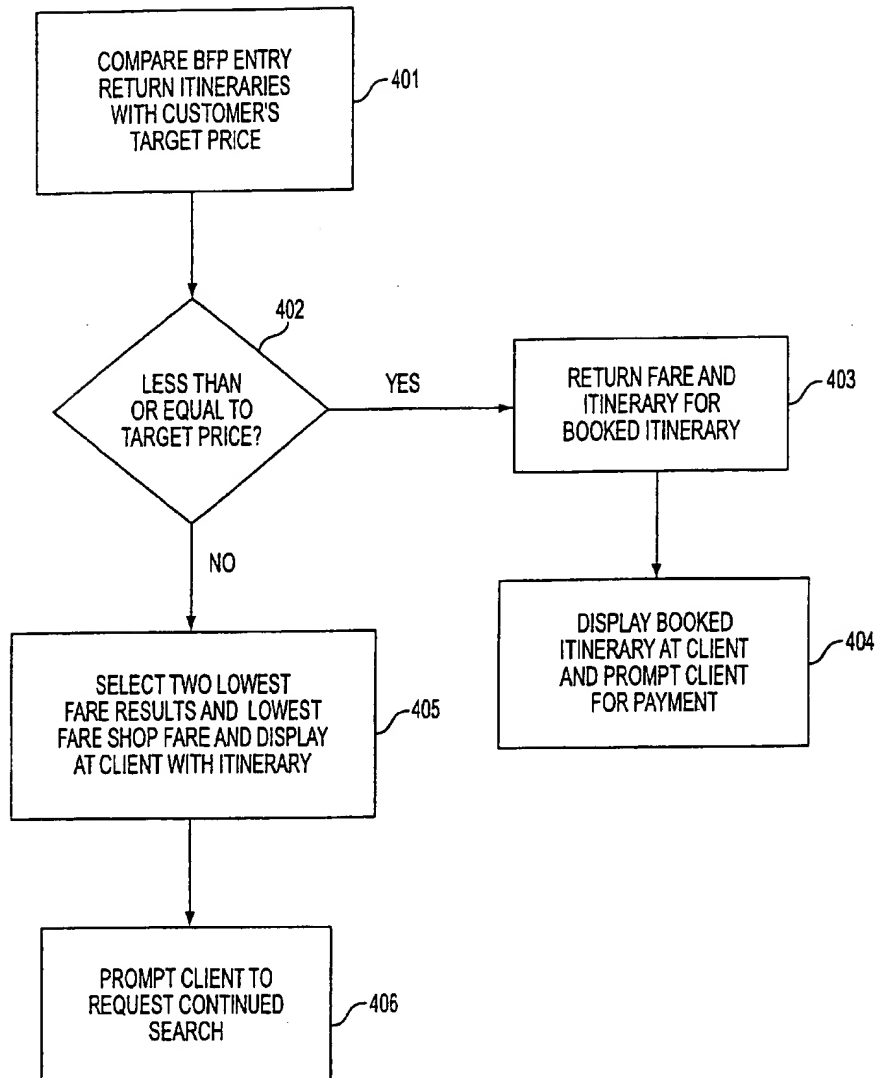 COMPARE BFP ENTRY
RETURN ITINERARIES
WITH CUSTOMER'S
TARGET PRICE
401
402
LESS THAN
OR EQUAL TO
TARGET PRICE?
YES
RETURN FARE AND
ITINERARY FOR
BOOKED ITINERARY
403
NO
DISPLAY BOOKED
ITINERARY AT CLIENT
AND PROMPT CLIENT
FOR PAYMENT
404
SELECT TWO LOWEST
FARE RESULTS AND LOWEST
FARE SHOP FARE AND DISPLAY
AT CLIENT WITH ITINERARY
405
PROMPT CLIENT TO
REQUEST CONTINUED
SEARCH
406